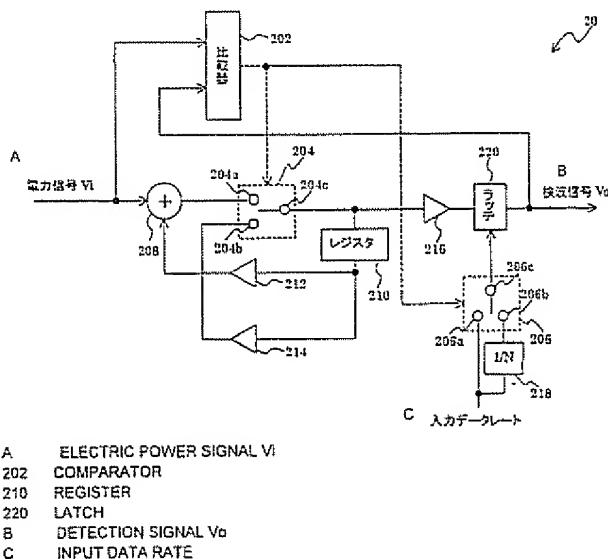 20
202
比較器
A
電力信号 Vi
204
204a
204c
204b
208
レジスタ
210
212
214
216
220
ラッチ
B
検波信号 Vo
206c
206a
206b
206
1/N
218
C 入力データレート
A ELECTRIC POWER SIGNAL Vi
202 COMPARATOR
210 REGISTER
220 LATCH
B DETECTION SIGNAL Vo
C INPUT DATA RATE